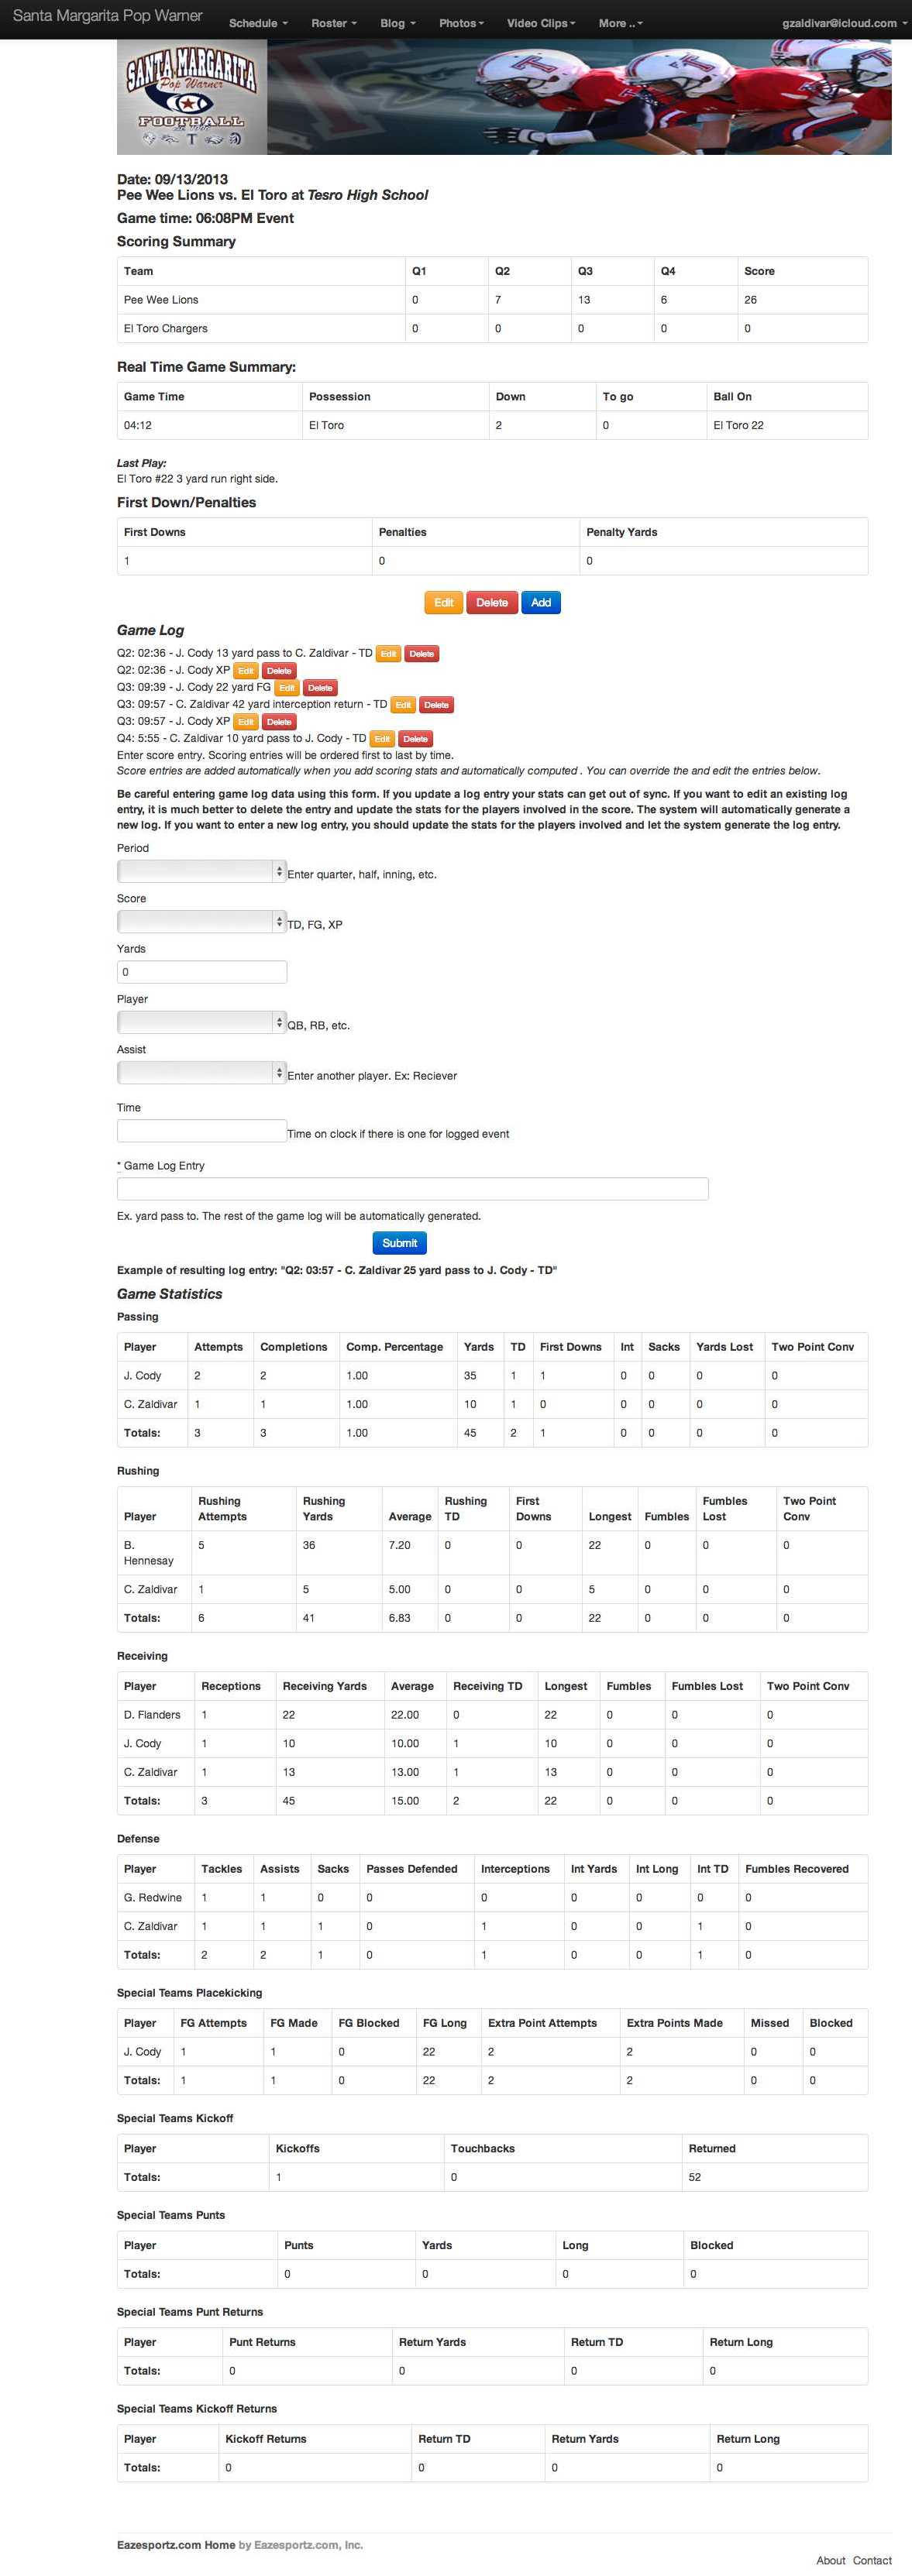 Santa Margarita Pop Warner Schedule Roster Blog Photos Video Clips More .. gzaldivar@icloud.com
SANTA MARGARITA
Pop Warner
FOOTBALL
Date: 09/13/2013
Pee Wee Lions vs. El Toro at Tesro High School
Game time: 06:08PM Event
Scoring Summary
Team Q1 Q2 Q3 Q4 Score
Pee Wee Lions 0 7 13 6 26
El Toro Chargers 0 0 0 0 0
Real Time Game Summary:
Game Time Possession Down To go Ball On
04:12 El Toro 2 0 El Toro 22
Last Play:
El Toro #22 3 yard run right side.
First Down/Penalties
First Downs Penalties Penalty Yards
1 0 0
Edit Delete Add
Game Log
Q2: 02:36 - J. Cody 13 yard pass to C. Zaldivar - TD Edit Delete
Q2: 02:36 - J. Cody XP Edit Delete
Q3: 09:39 - J. Cody 22 yard FG Edit Delete
Q3: 09:57 - C. Zaldivar 42 yard interception return - TD Edit Delete
Q3: 09:57 - J. Cody XP Edit Delete
Q4: 5:55 - C. Zaldivar 10 yard pass to J. Cody - TD Edit Delete
Enter score entry. Scoring entries will be ordered first to last by time.
Score entries are added automatically when you add scoring stats and automatically computed . You can override the and edit the entries below.
Be careful entering game log data using this form. If you update a log entry your stats can get out of sync. If you want to edit an existing log
entry, it is much better to delete the entry and update the stats for the players involved in the score. The system will automatically generate a
new log. If you want to enter a new log entry, you should update the stats for the players involved and let the system generate the log entry.
Period
Enter quarter, half, inning, etc.
Score
TD, FG, XP
Yards
0
Player
QB, RB, etc.
Assist
Enter another player. Ex: Reciever
Time
Time on clock if there is one for logged event
* Game Log Entry
Ex. yard pass to. The rest of the game log will be automatically generated.
Submit
Example of resulting log entry: "Q2: 03:57 - C. Zaldivar 25 yard pass to J. Cody - TD"
Game Statistics
Passing
Player Attempts Completions Comp. Percentage Yards TD First Downs Int Sacks Yards Lost Two Point Conv
J. Cody 2 2 1.00 35 1 1 0 0 0 0
C. Zaldivar 1 1 1.00 10 1 0 0 0 0 0
Totals: 3 3 1.00 45 2 1 0 0 0 0
Rushing
Player Rushing Attempts Rushing Yards Average Rushing TD First Downs Longest Fumbles Fumbles Lost Two Point Conv
B. Hennesay 5 36 7.20 0 0 22 0 0 0
C. Zaldivar 1 5 5.00 0 0 5 0 0 0
Totals: 6 41 6.83 0 0 22 0 0 0
Receiving
Player Receptions Receiving Yards Average Receiving TD Longest Fumbles Fumbles Lost Two Point Conv
D. Flanders 1 22 22.00 0 22 0 0 0
J. Cody 1 10 10.00 1 10 0 0 0
C. Zaldivar 1 13 13.00 1 13 0 0 0
Totals: 3 45 15.00 2 22 0 0 0
Defense
Player Tackles Assists Sacks Passes Defended Interceptions Int Yards Int Long Int TD Fumbles Recovered
G. Redwine 1 1 0 0 0 0 0 0 0
C. Zaldivar 1 1 1 0 1 0 0 1 0
Totals: 2 2 1 0 1 0 0 1 0
Special Teams Placekicking
Player FG Attempts FG Made FG Blocked FG Long Extra Point Attempts Extra Points Made Missed Blocked
J. Cody 1 1 0 22 2 2 0 0
Totals: 1 1 0 22 2 2 0 0
Special Teams Kickoff
Player Kickoffs Touchbacks Returned
Totals: 1 0 52
Special Teams Punts
Player Punts Yards Long Blocked
Totals: 0 0 0 0
Special Teams Punt Returns
Player Punt Returns Return Yards Return TD Return Long
Totals: 0 0 0 0
Special Teams Kickoff Returns
Player Kickoff Returns Return TD Return Yards Return Long
Totals: 0 0 0 0
Eazesportz.com Home by Eazesportz.com, Inc.
About Contact